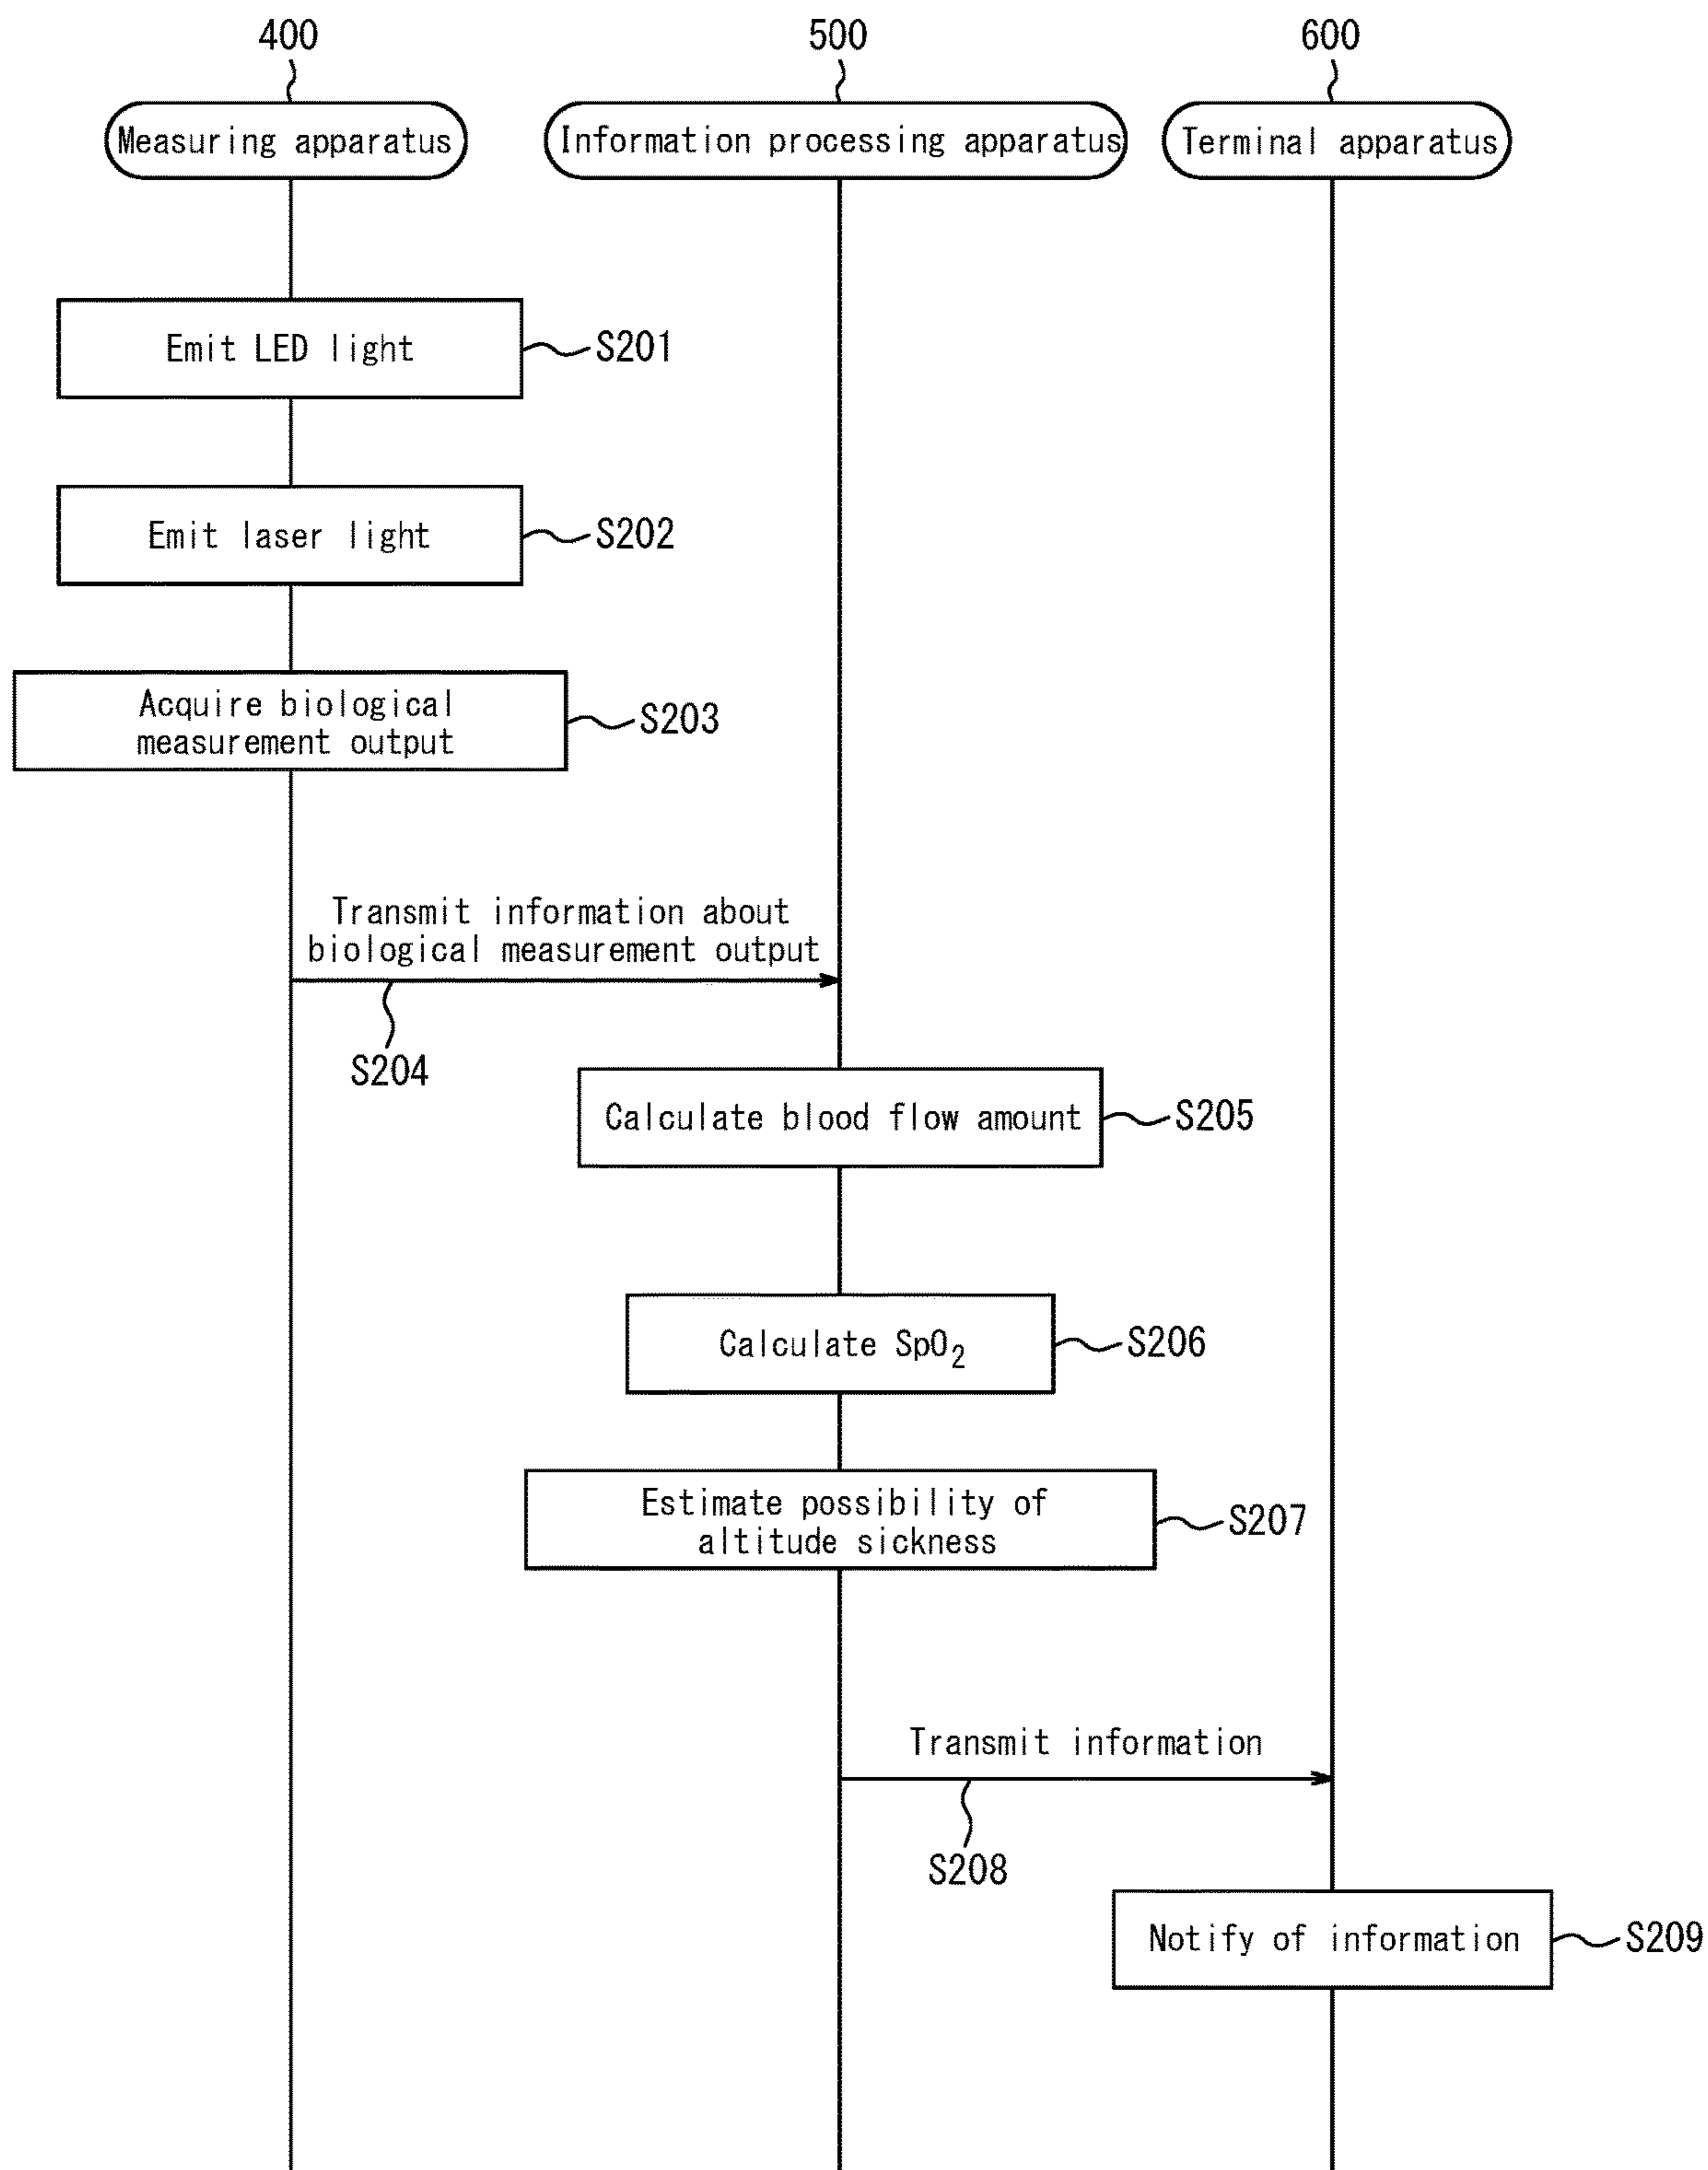 400
500
600
Measuring apparatus
Information processing apparatus
Terminal apparatus
Emit LED light
S201
Emit laser light
S202
Acquire biological
measurement output
S203
Transmit information about
biological measurement output
S204
Calculate blood flow amount
S205
Calculate SpO₂
S206
Estimate possibility of
altitude sickness
S207
Transmit information
S208
Notify of information
S209